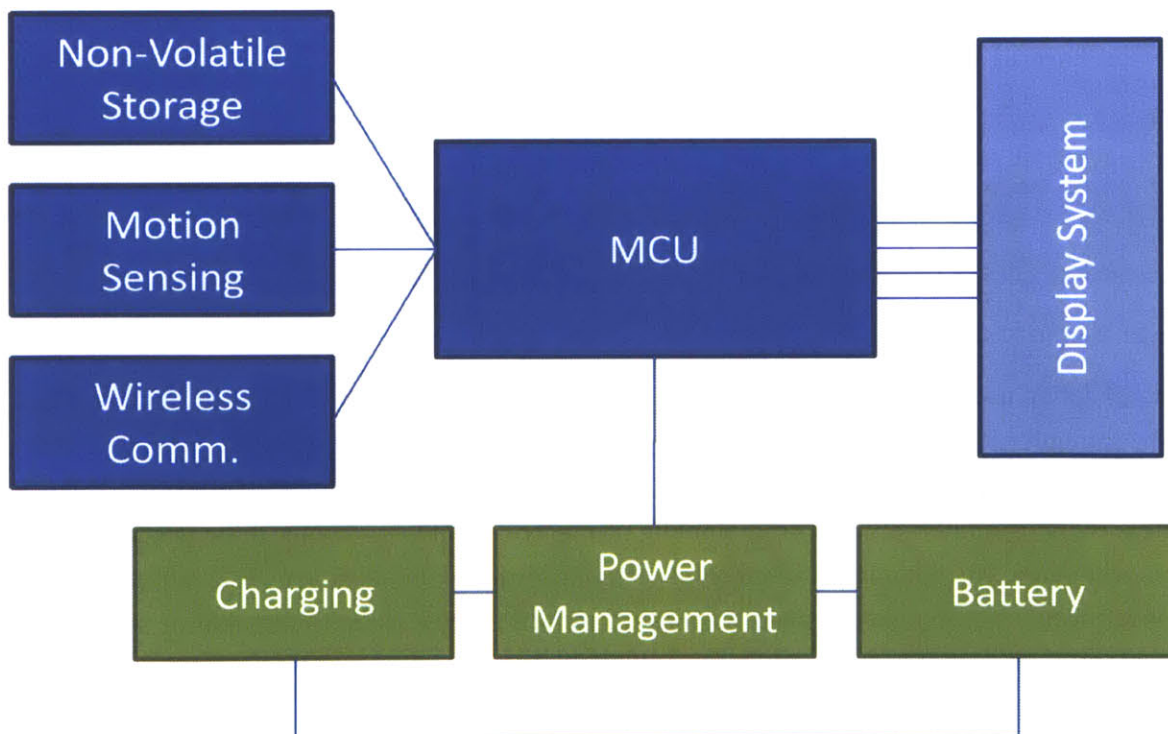 Non-Volatile
Storage
Motion
Sensing
Wireless
Comm.
MCU
Display System
Charging
Power
Management
Battery